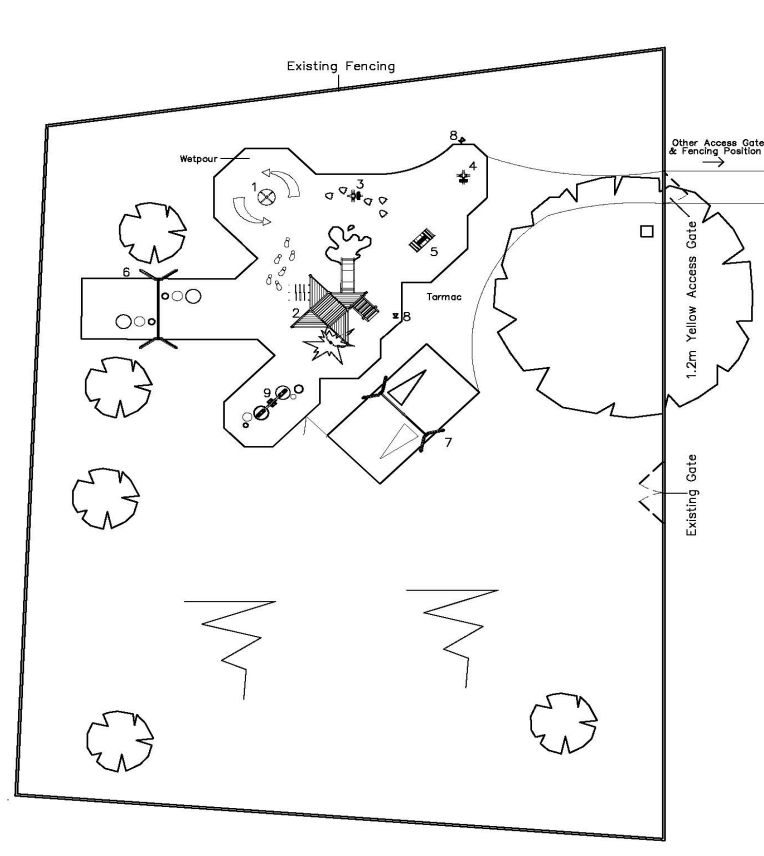 Existing Fencing
Other Access Gate
& Fencing Position
Wetpour
8
4
3
1
1.2m Yellow Access Gate
5
6
Tarmac
2
8
9
7
Existing Gate